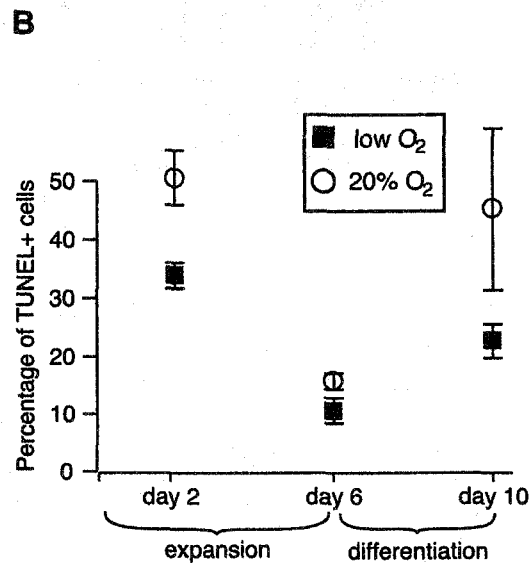 B
low O₂
20% O₂
Percentage of TUNEL+ cells
50
40
30
20
10
0
day 2
day 6
day 10
expansion
differentiation